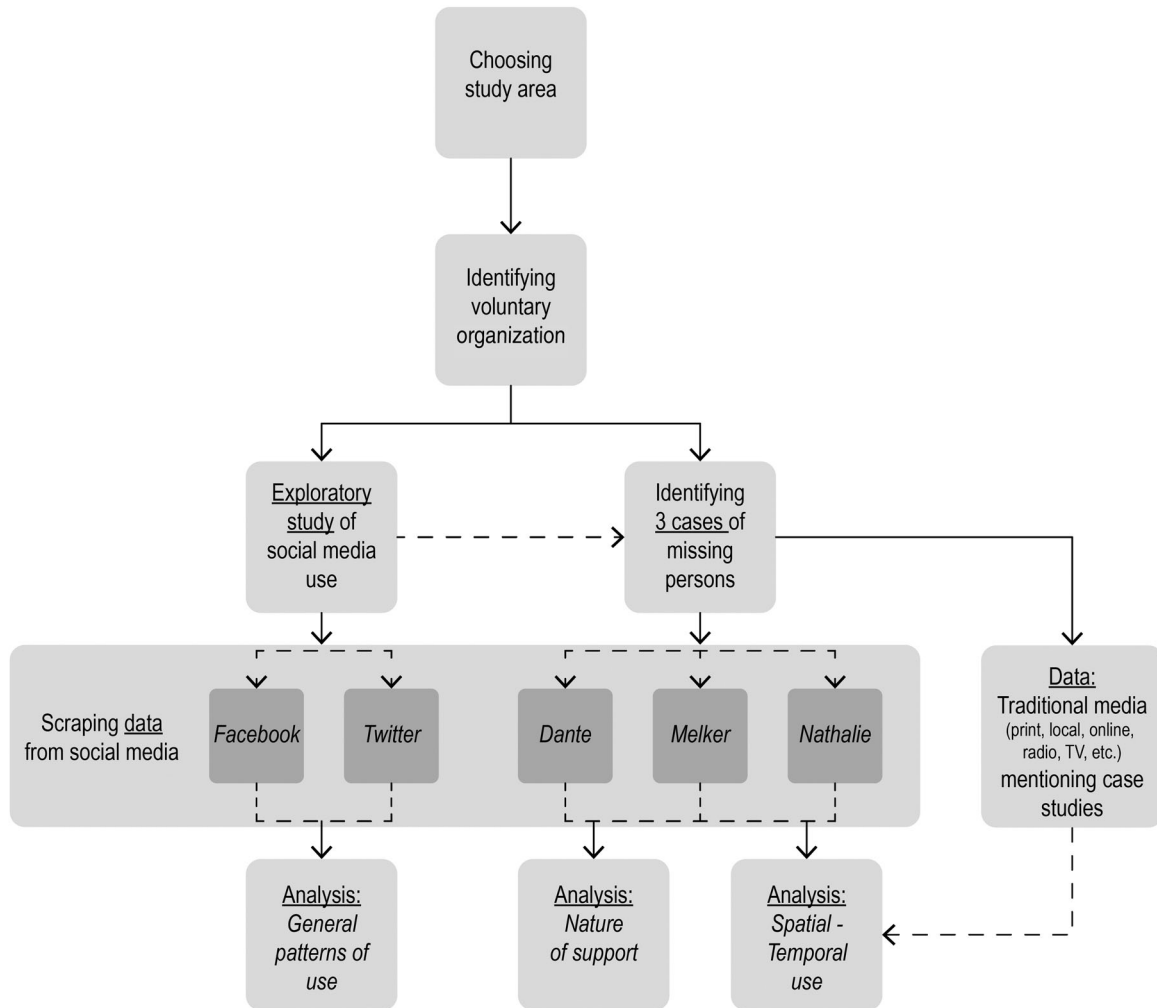 Choosing
study area
Identifying
voluntary
organization
Exploratory
study of
social media
use
Identifying
3 cases of
missing
persons
Scraping data
from social media
Facebook
Twitter
Dante
Melker
Nathalie
Data:
Traditional media
(print, local, online,
radio, TV, etc.)
mentioning case
studies
Analysis:
General
patterns of
use
Analysis:
Nature
of support
Analysis:
Spatial -
Temporal
use